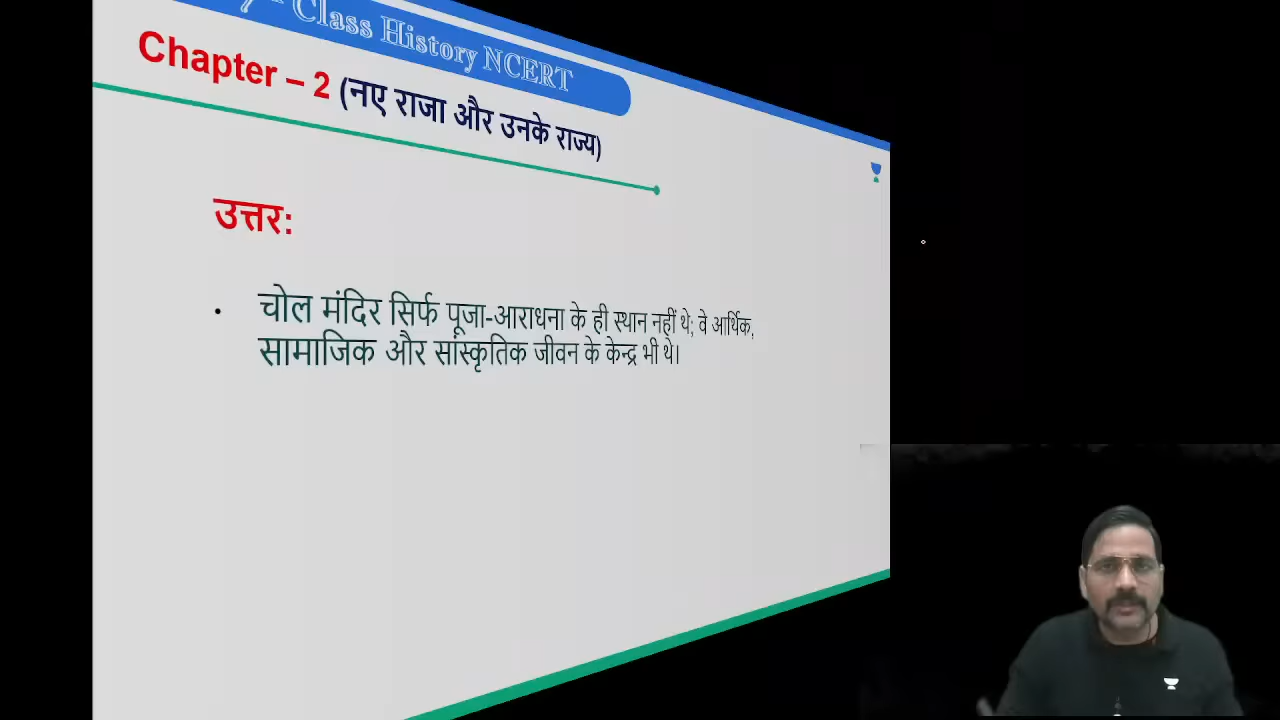 Class History NCERT
Chapter – 2 (नए राजा और उनके राज्य)
उत्तर:
• चोल मंदिर सिर्फ पूजा-आराधना के ही स्थान नहीं थे; वे आर्थिक,
सामाजिक और सांस्कृतिक जीवन के केन्द्र भी थे।